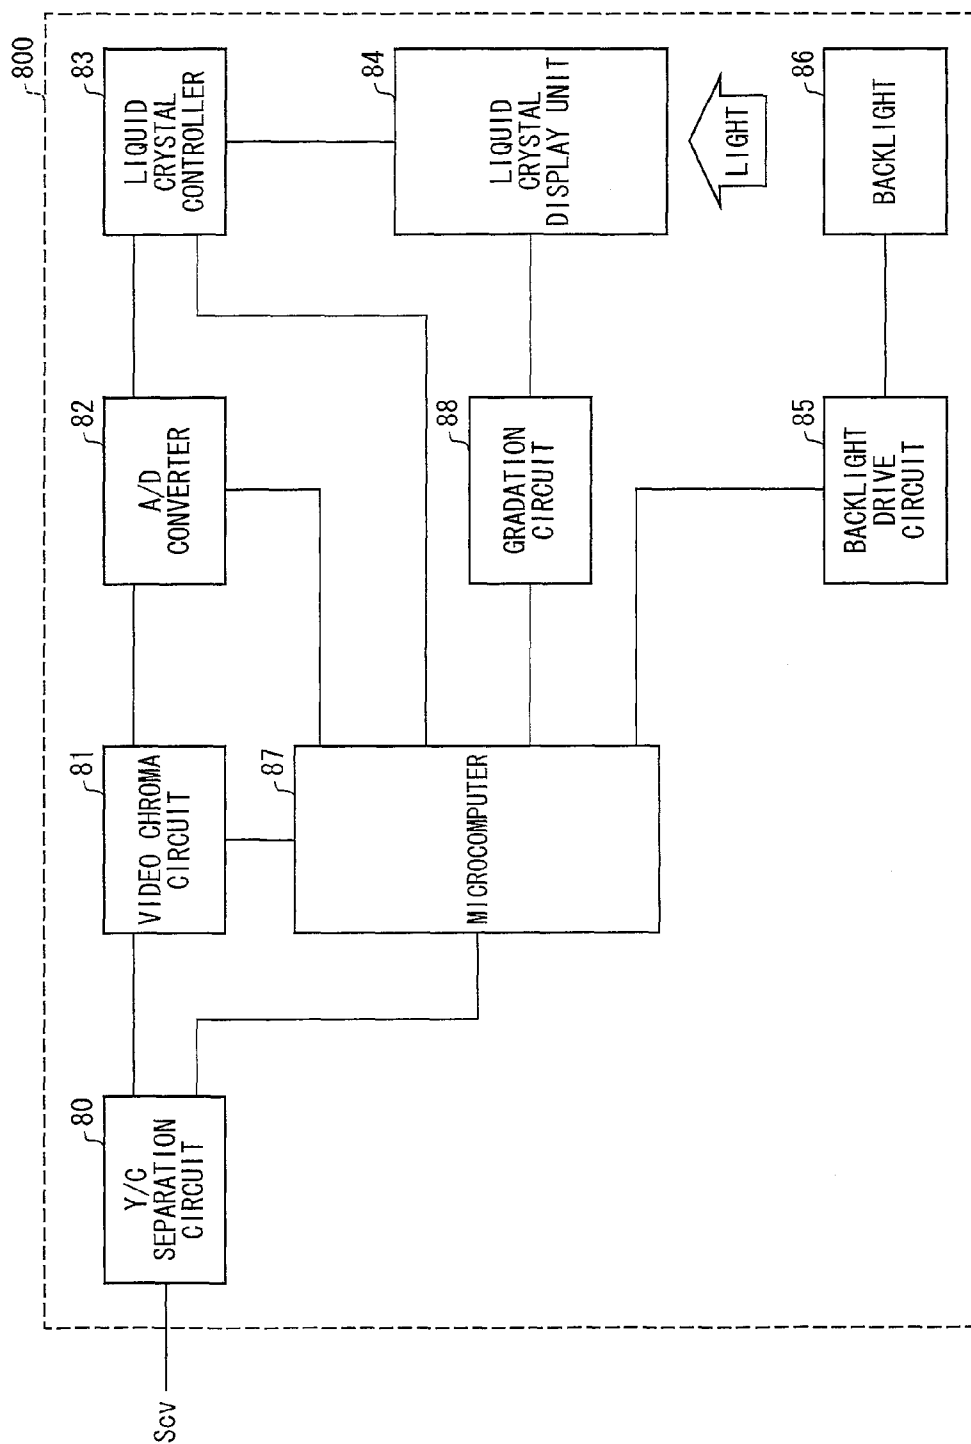 800
Scv
80
Y/C
SEPARATION
CIRCUIT
81
VIDEO CHROMA
CIRCUIT
82
A/D
CONVERTER
83
LIQUID
CRYSTAL
CONTROLLER
87
MICROCOMPUTER
88
GRADATION
CIRCUIT
84
LIQUID
CRYSTAL
DISPLAY UNIT
LIGHT
85
BACKLIGHT
DRIVE
CIRCUIT
86
BACKLIGHT